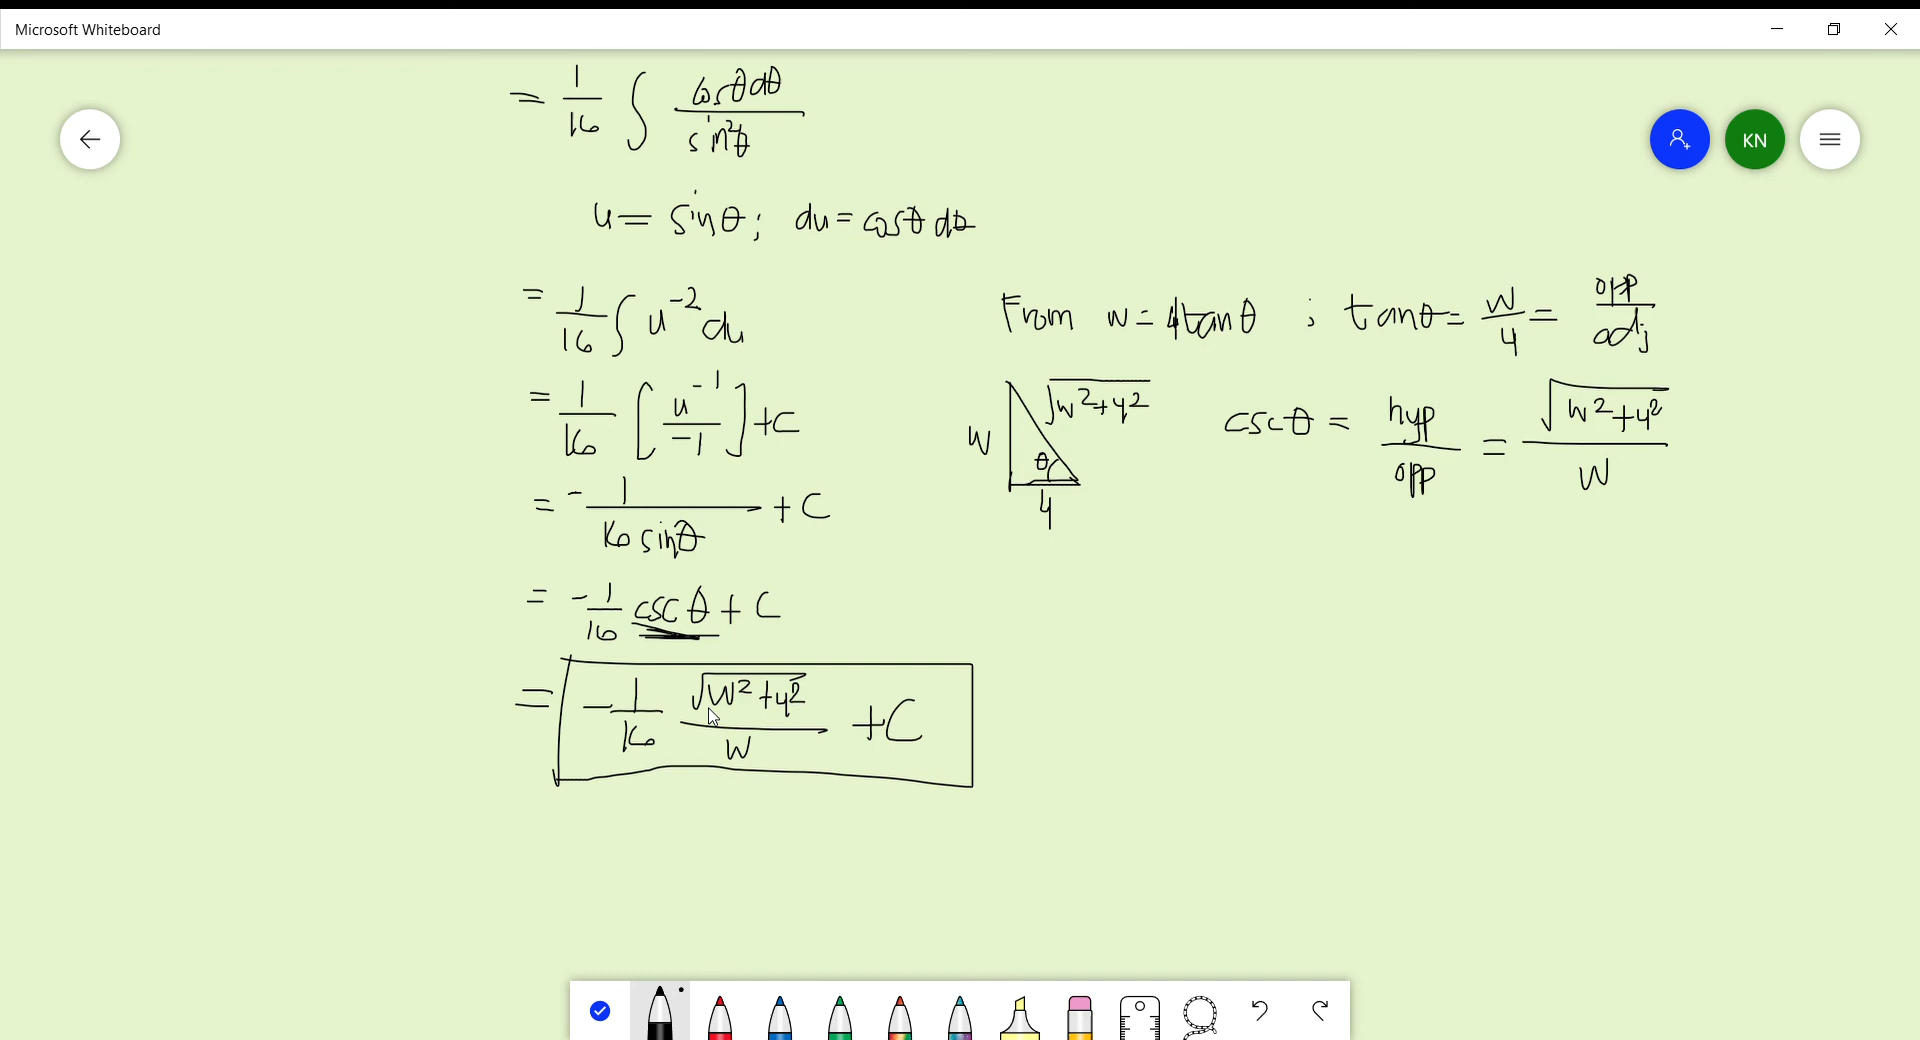 Microsoft Whiteboard
= 1/16 ∫ cosθdθ / sin²θ
KN
u = sinθ; du = cosθ dθ
= 1/16 ∫ u⁻² du
= 1/16 [u⁻¹/-1] + C
= - 1/16 sinθ + C
= - 1/16 cscθ + C
= - 1/16 √w²+4² / w + C
From w = 4tanθ ; tanθ = w/4 = opp/adj
w √w²+4² θ 4
cscθ = hyp/opp = √w²+4² / w